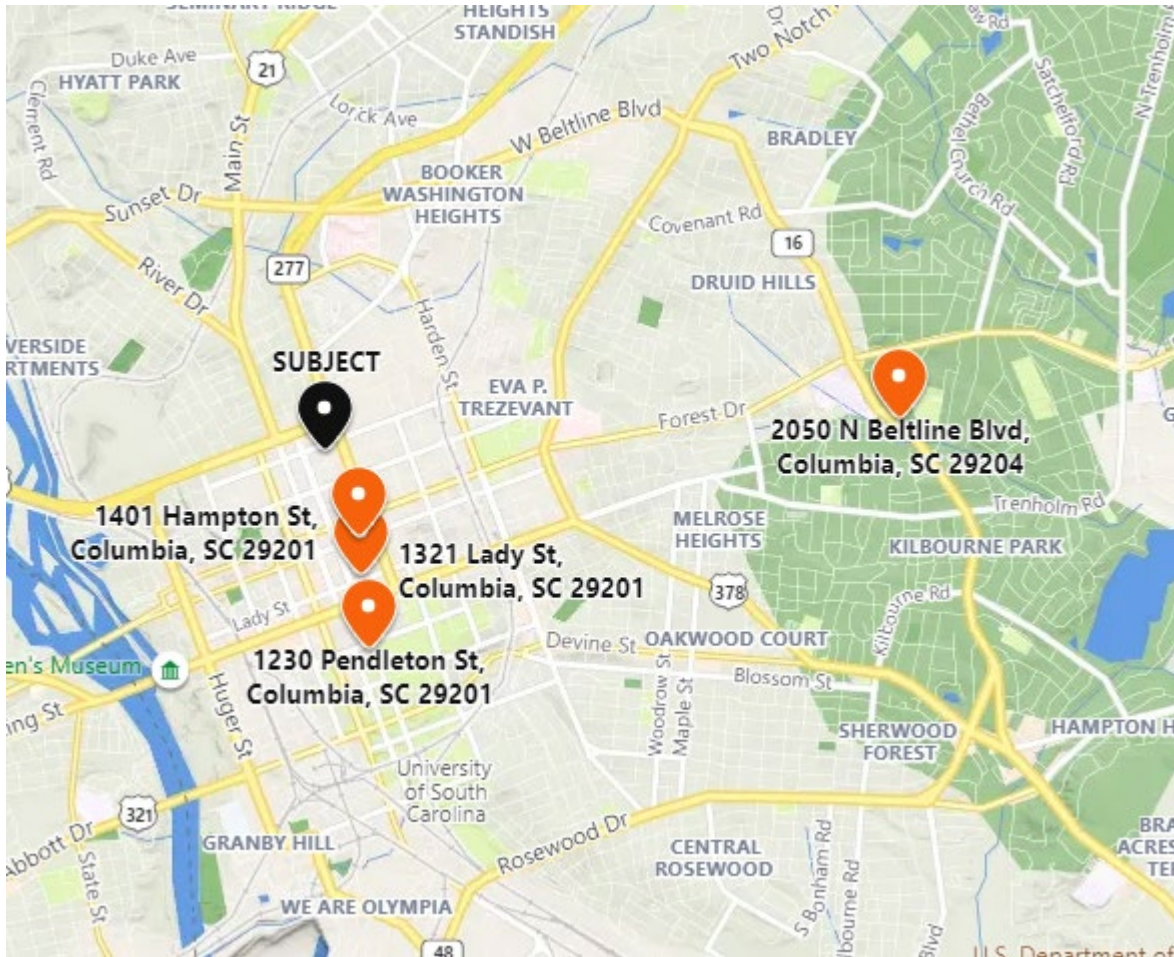 HEIGHTS
STANDISH
Duke Ave
HYATT PARK
21
Two Notch
Satchelford Rd
N Trenholm
Clement Rd
Lorick Ave
Main St
W Beltline Blvd
BRADLEY
Bethel Church Rd
BOOKER
WASHINGTON
HEIGHTS
Sunset Dr
Covenant Rd
16
River Dr
277
DRUID HILLS
Harden St
SUBJECT
EVA P.
TREZEVANT
Forest Dr
2050 N Beltline Blvd,
Columbia, SC 29204
1401 Hampton St,
Columbia, SC 29201
1321 Lady St,
Columbia, SC 29201
Trenholm Rd
MELROSE
HEIGHTS
KILBOURNE PARK
378
Kilbourne Rd
Lady St
Devine St
OAKWOOD COURT
en's Museum
1230 Pendleton St,
Columbia, SC 29201
Blossom St
Woodrow St
Maple St
Huger St
SHERWOOD
FOREST
HAMPTON H
University
of South
Carolina
321
Abbott Dr
State St
GRANBY HILL
Rosewood Dr
CENTRAL
ROSEWOOD
S Bonham Rd
lbourne Rd
Blvd
BRA
ACRES
TE
WE ARE OLYMPIA
48
U.S. Department of